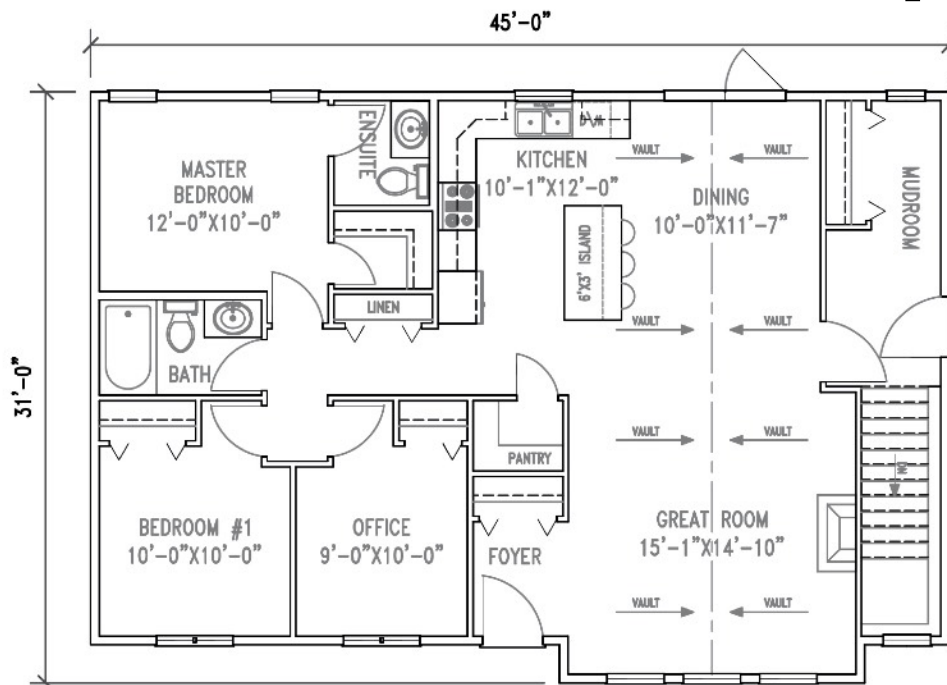 45'-0"
31'-0"
MASTER
BEDROOM
12'-0"X10'-0"
ENSUITE
KITCHEN
10'-1"X12'-0"
D\W
VAULT
VAULT
DINING
10'-0"X11'-7"
MUDROOM
6'X3' ISLAND
LINEN
VAULT
VAULT
BATH
VAULT
VAULT
PANTRY
DN
BEDROOM #1
10'-0"X10'-0"
OFFICE
9'-0"X10'-0"
FOYER
GREAT ROOM
15'-1"X14'-10"
VAULT
VAULT